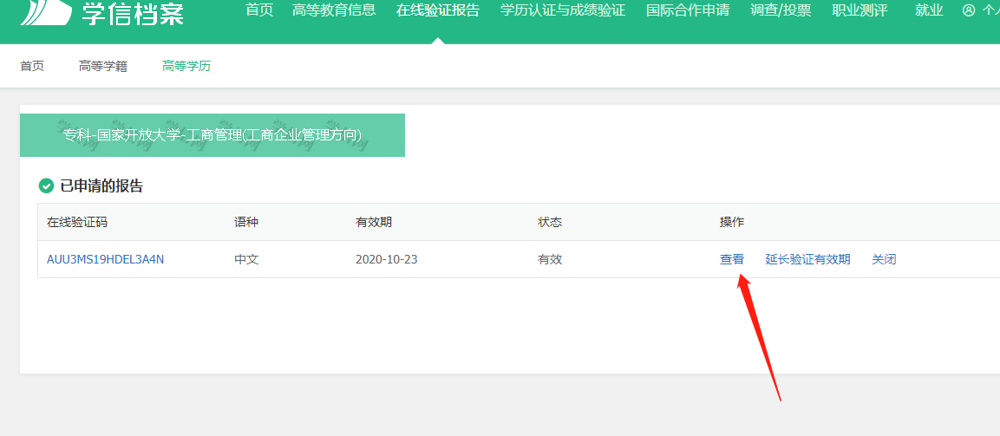 学信档案 首页 高等教育信息 在线验证报告 学历认证与成绩验证 国际合作申请 调查/投票 职业测评 就业 个人
首页 高等学籍 高等学历
专科-国家开放大学-工商管理(工商企业管理方向)
已申请的报告
在线验证码 语种 有效期 状态 操作
AUU3MS19HDEL3A4N 中文 2020-10-23 有效 查看 延长验证有效期 关闭